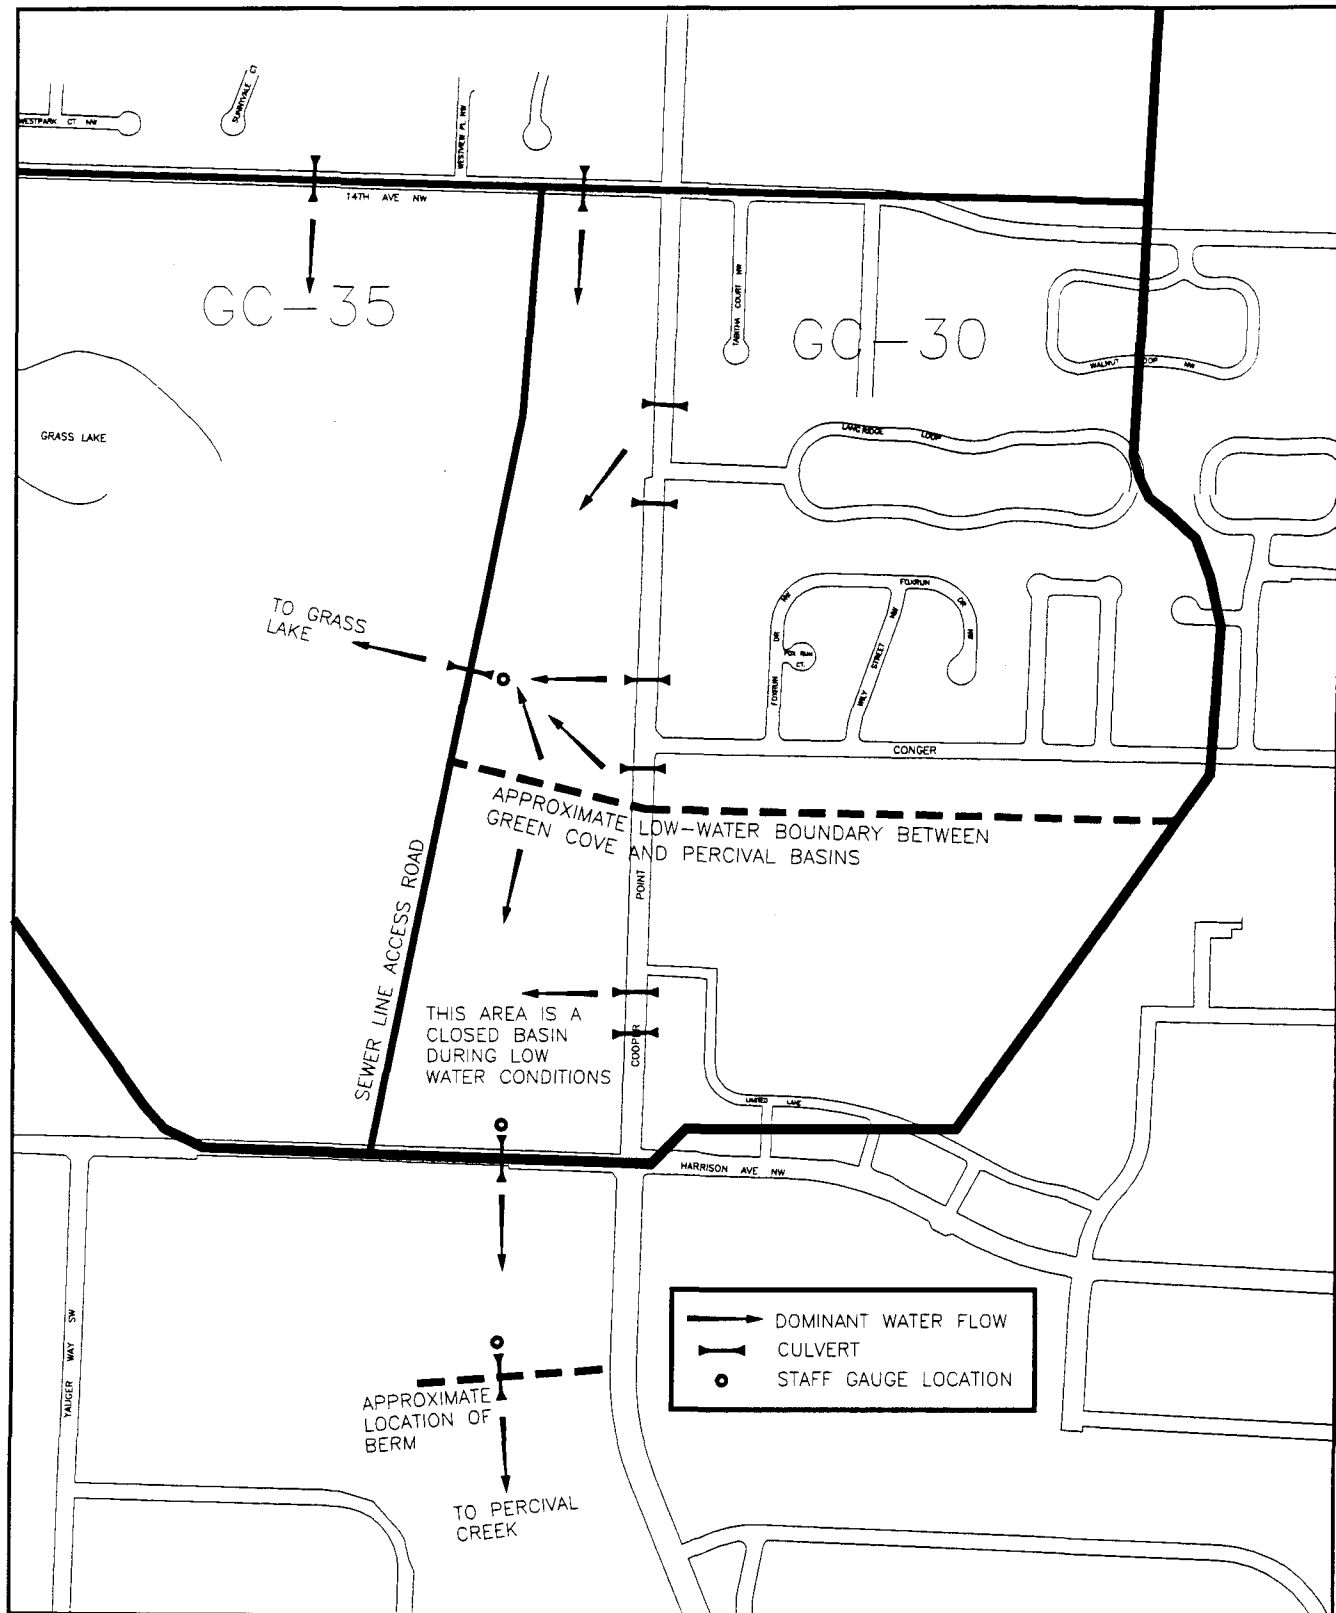 WESTPARK CT NW
SUNNYVALE CT
WESTVIEW PL NW
14TH AVE NW
GC-35
TABITHA COURT NW
GC-30
WALNUT LOOP NW
GRASS LAKE
LANGRIDGE LOOP
TO GRASS
LAKE
FOXRUN DR NW
FOXRUN DR NW
FOX RUN
CT.
WILY STREET NW
CONGER
APPROXIMATE LOW-WATER BOUNDARY BETWEEN
GREEN COVE AND PERCIVAL BASINS
SEWER LINE ACCESS ROAD
COOPER POINT
THIS AREA IS A
CLOSED BASIN
DURING LOW
WATER CONDITIONS
LIMITED LANE
HARRISON AVE NW
YAUGER WAY SW
DOMINANT WATER FLOW
CULVERT
STAFF GAUGE LOCATION
APPROXIMATE
LOCATION OF
BERM
TO PERCIVAL
CREEK